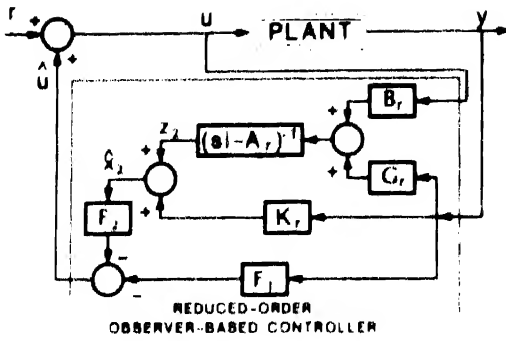 r + u PLANT y
+
û
B_r
+
z_2 (sI-A_r)^{-1}
+ +
x̂_2 G_r
F_2 + K_r
-
- F_1
REDUCED-ORDER
OBSERVER-BASED CONTROLLER